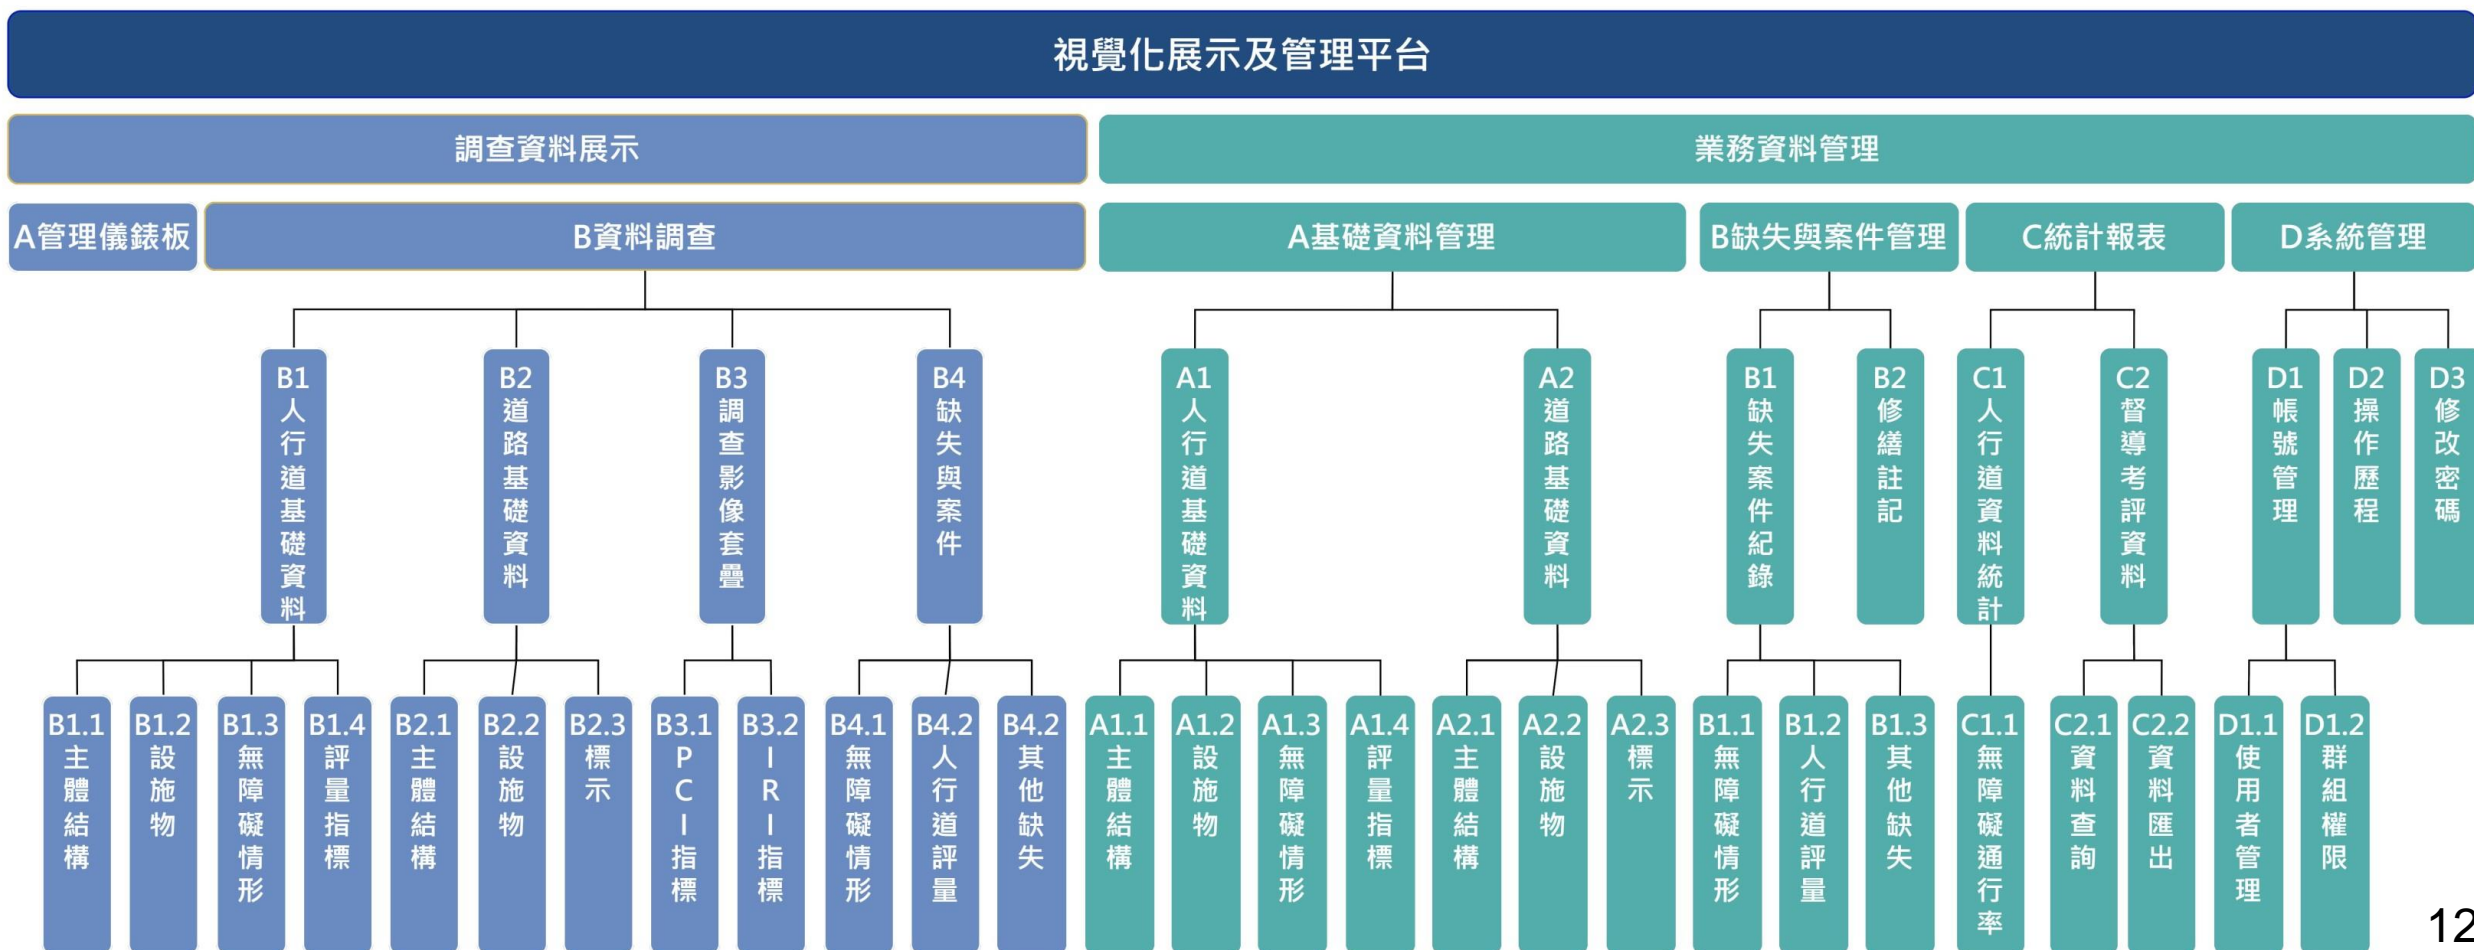 視覺化展示及管理平台
調查資料展示
業務資料管理
A管理儀錶板
B資料調查
A基礎資料管理
B缺失與案件管理
C統計報表
D系統管理
B1人行道基礎資料
B2道路基礎資料
B3調查影像套疊
B4缺失與案件
A1人行道基礎資料
A2道路基礎資料
B1缺失案件紀錄
B2修繕註記
C1人行道資料統計
C2督導考評資料
D1帳號管理
D2操作歷程
D3修改密碼
B1.1主體結構
B1.2設施物
B1.3無障礙情形
B1.4評量指標
B2.1主體結構
B2.2設施物
B2.3標示
B3.1PCI指標
B3.2IRI指標
B4.1無障礙情形
B4.2人行道評量
B4.2其他缺失
A1.1主體結構
A1.2設施物
A1.3無障礙情形
A1.4評量指標
A2.1主體結構
A2.2設施物
A2.3標示
B1.1無障礙情形
B1.2人行道評量
B1.3其他缺失
C1.1無障礙通行率
C2.1資料查詢
C2.2資料匯出
D1.1使用者管理
D1.2群組權限
12